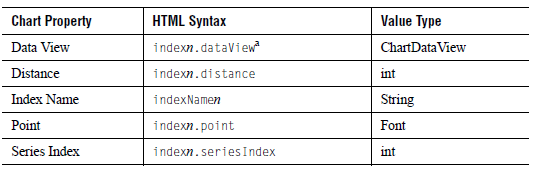 Chart Property HTML Syntax Value Type
Data View indexn.dataViewa ChartDataView
Distance indexn.distance int
Index Name indexNamen String
Point indexn.point Font
Series Index indexn.seriesIndex int